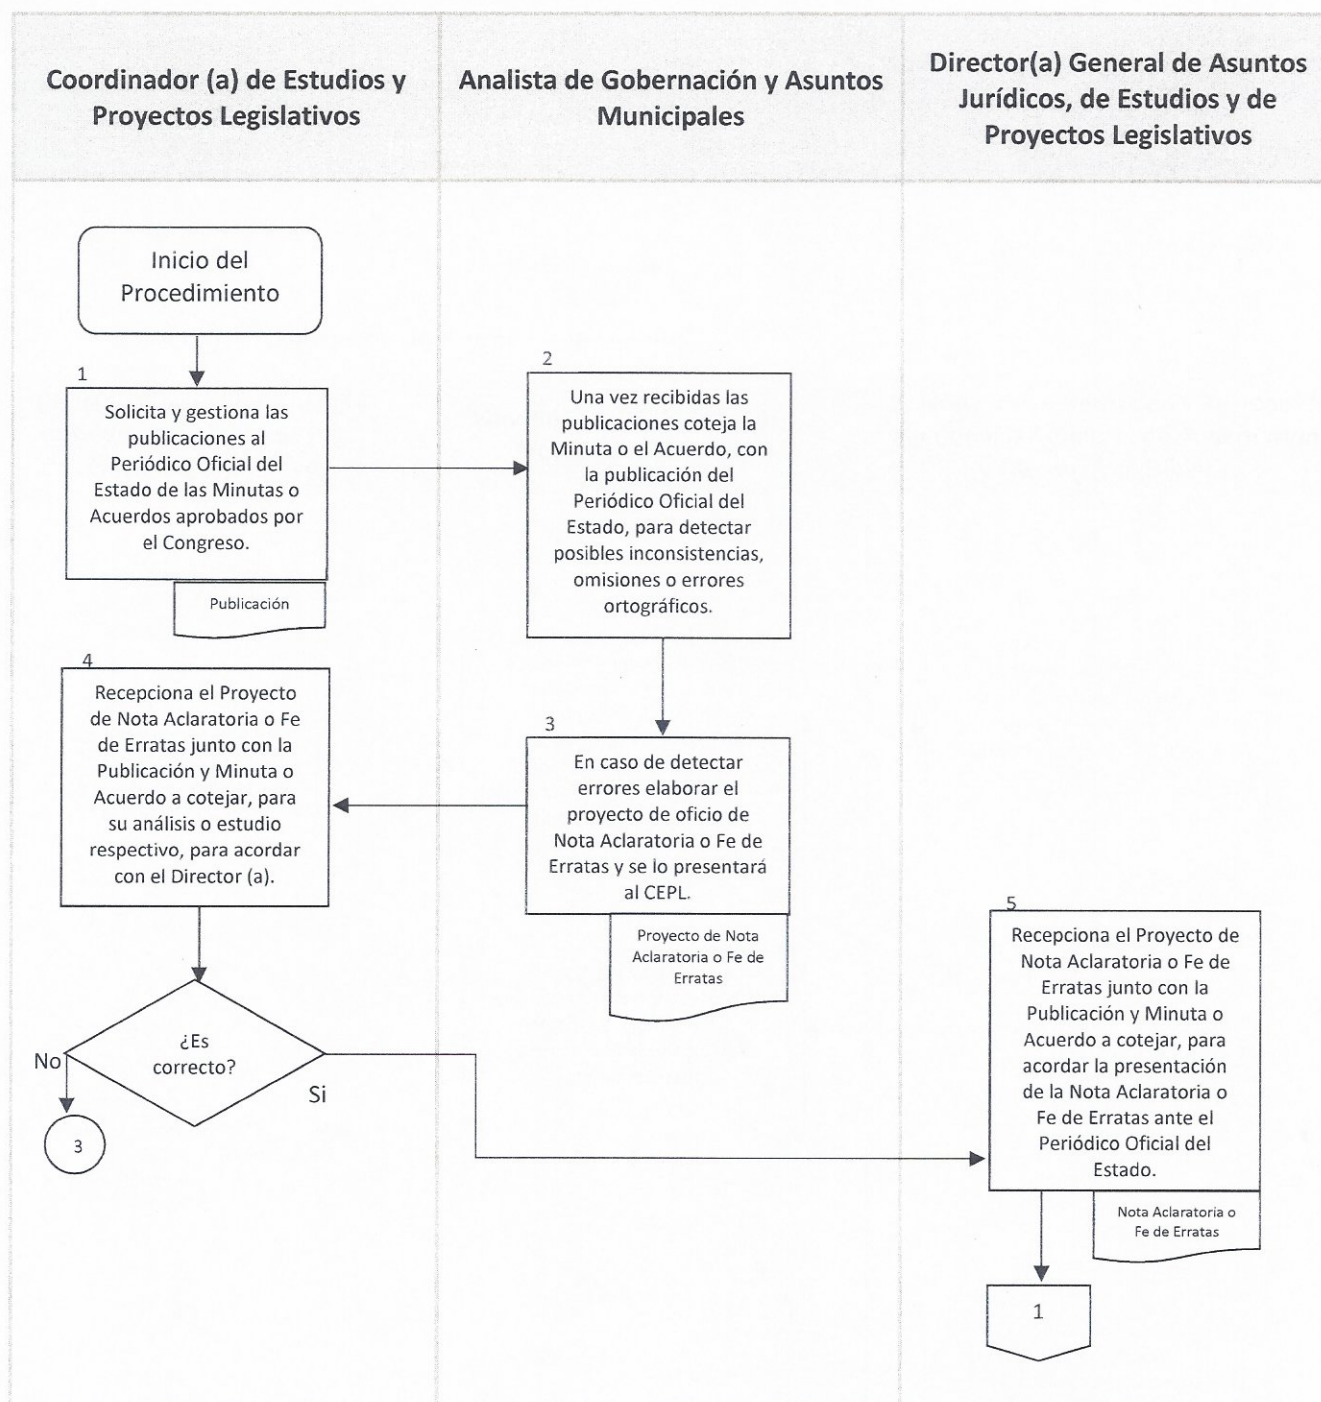 Coordinador (a) de Estudios y
Proyectos Legislativos
Analista de Gobernación y Asuntos
Municipales
Director(a) General de Asuntos
Jurídicos, de Estudios y de
Proyectos Legislativos
Inicio del
Procedimiento
1
Solicita y gestiona las
publicaciones al
Periódico Oficial del
Estado de las Minutas o
Acuerdos aprobados por
el Congreso.
Publicación
2
Una vez recibidas las
publicaciones coteja la
Minuta o el Acuerdo, con
la publicación del
Periódico Oficial del
Estado, para detectar
posibles inconsistencias,
omisiones o errores
ortográficos.
3
En caso de detectar
errores elaborar el
proyecto de oficio de
Nota Aclaratoria o Fe de
Erratas y se lo presentará
al CEPL.
Proyecto de Nota
Aclaratoria o Fe de
Erratas
4
Recepciona el Proyecto
de Nota Aclaratoria o Fe
de Erratas junto con la
Publicación y Minuta o
Acuerdo a cotejar, para
su análisis o estudio
respectivo, para acordar
con el Director (a).
¿Es
correcto?
No
Si
3
5
Recepciona el Proyecto de
Nota Aclaratoria o Fe de
Erratas junto con la
Publicación y Minuta o
Acuerdo a cotejar, para
acordar la presentación
de la Nota Aclaratoria o
Fe de Erratas ante el
Periódico Oficial del
Estado.
Nota Aclaratoria o
Fe de Erratas
1